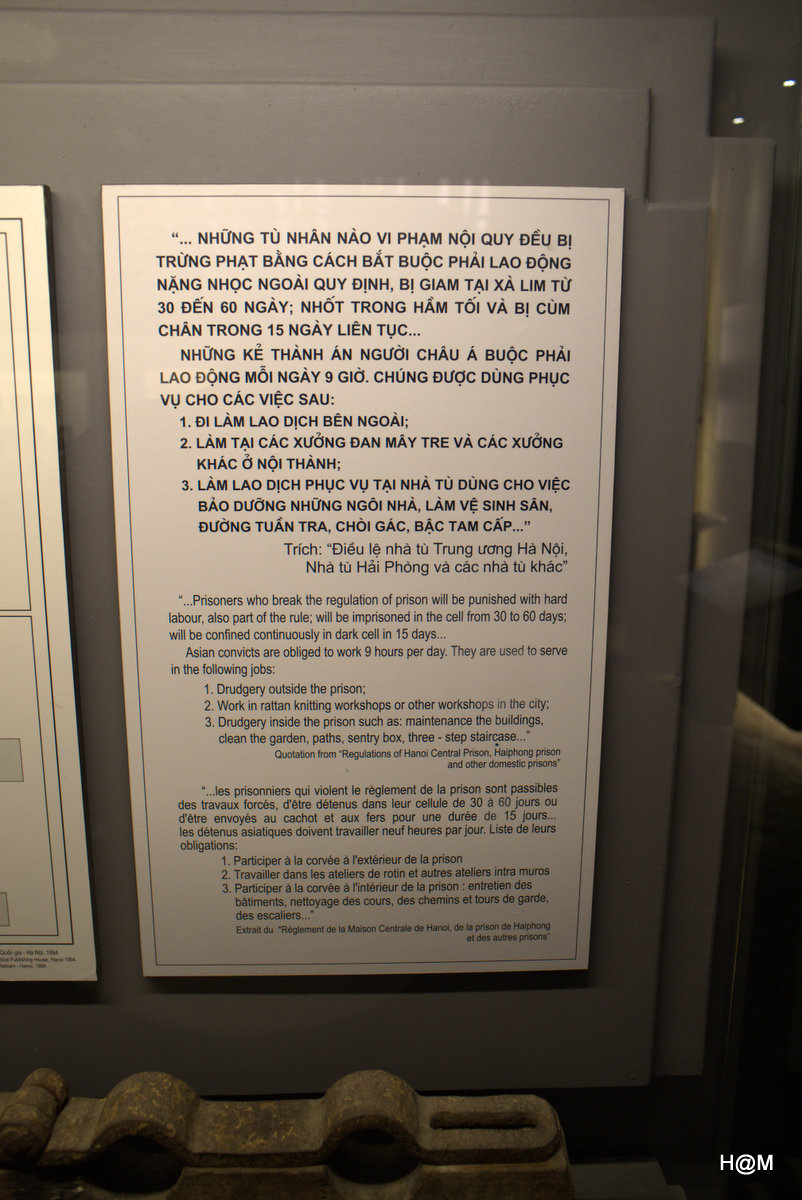 “... NHỮNG TÙ NHÂN NÀO VI PHẠM NỘI QUY ĐỀU BỊ
TRỪNG PHẠT BẰNG CÁCH BẮT BUỘC PHẢI LAO ĐỘNG
NẶNG NHỌC NGOÀI QUY ĐỊNH, BỊ GIAM TẠI XÀ LIM TỪ
30 ĐẾN 60 NGÀY; NHỐT TRONG HẦM TỐI VÀ BỊ CÙM
CHÂN TRONG 15 NGÀY LIÊN TỤC...
NHỮNG KẺ THÀNH ÁN NGƯỜI CHÂU Á BUỘC PHẢI
LAO ĐỘNG MỖI NGÀY 9 GIỜ. CHÚNG ĐƯỢC DÙNG PHỤC
VỤ CHO CÁC VIỆC SAU:
1. ĐI LÀM LAO DỊCH BÊN NGOÀI;
2. LÀM TẠI CÁC XƯỞNG ĐAN MÂY TRE VÀ CÁC XƯỞNG
KHÁC Ở NỘI THÀNH;
3. LÀM LAO DỊCH PHỤC VỤ TẠI NHÀ TÙ DÙNG CHO VIỆC
BẢO DƯỠNG NHỮNG NGÔI NHÀ, LÀM VỆ SINH SÂN,
ĐƯỜNG TUẦN TRA, CHÒI GÁC, BẬC TAM CẤP...”
Trích: “Điều lệ nhà tù Trung ương Hà Nội,
Nhà tù Hải Phòng và các nhà tù khác”
“...Prisoners who break the regulation of prison will be punished with hard
labour, also part of the rule; will be imprisoned in the cell from 30 to 60 days;
will be confined continuously in dark cell in 15 days...
Asian convicts are obliged to work 9 hours per day. They are used to serve
in the following jobs:
1. Drudgery outside the prison;
2. Work in rattan knitting workshops or other workshops in the city;
3. Drudgery inside the prison such as: maintenance the buildings,
clean the garden, paths, sentry box, three - step staircase...”
Quotation from “Regulations of Hanoi Central Prison, Haiphong prison
and other domestic prisons”
“...les prisonniers qui violent le règlement de la prison sont passibles
des travaux forcés, d'être détenus dans leur cellule de 30 à 60 jours ou
d'être envoyés au cachot et aux fers pour une durée de 15 jours...
les détenus asiatiques doivent travailler neuf heures par jour. Liste de leurs
obligations:
1. Participer à la corvée à l'extérieur de la prison
2. Travailler dans les ateliers de rotin et autres ateliers intra muros
3. Participer à la corvée à l'intérieur de la prison : entretien des
bâtiments, nettoyage des cours, des chemins et tours de garde,
des escaliers...”
Extrait du “Règlement de la Maison Centrale de Hanoi, de la prison de Haiphong
et des autres prisons”
Quốc gia - Hà Nội, 1994
Publishing House, Hanoi 1994
Vietnam - Hanoi, 1994
H@M